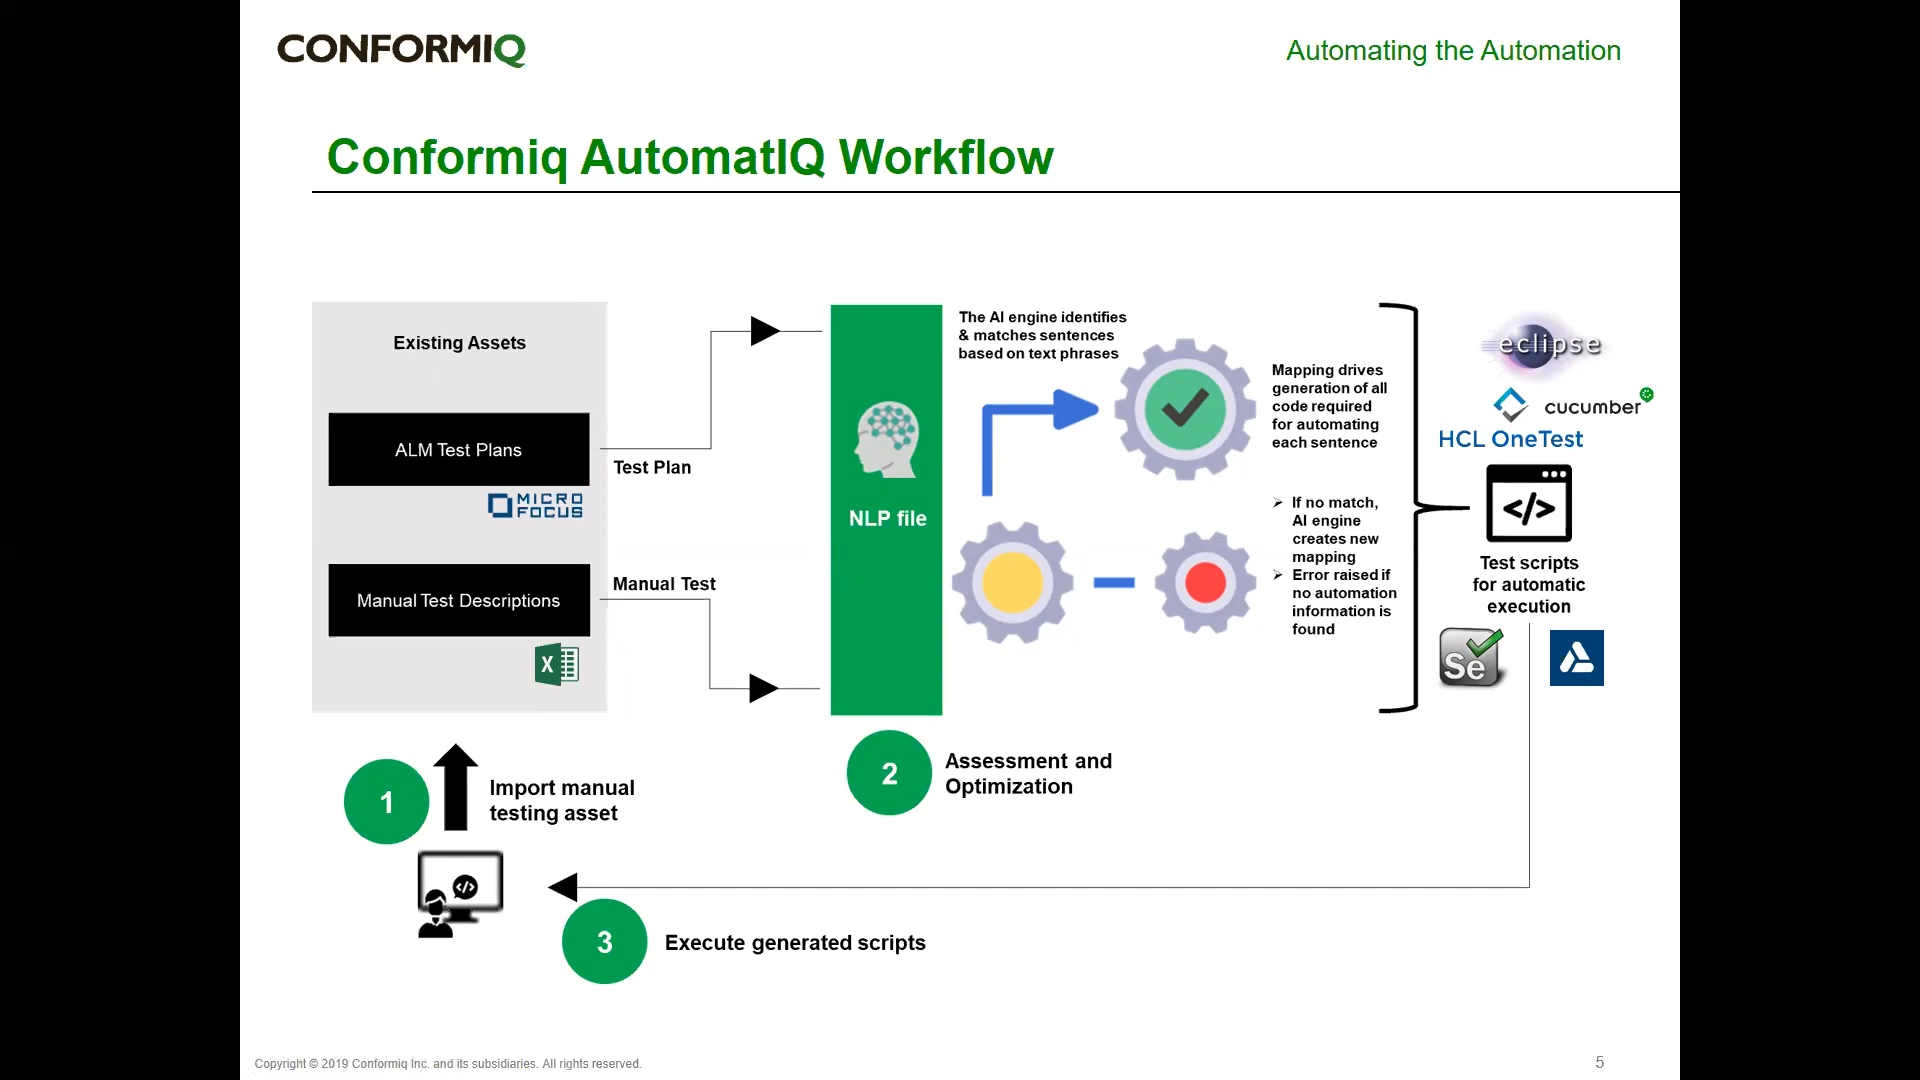 CONFORMIQ
Automating the Automation
Conformiq AutomatIQ Workflow
Existing Assets
ALM Test Plans
MICRO
FOCUS
Manual Test Descriptions
X
Test Plan
Manual Test
NLP file
The AI engine identifies
& matches sentences
based on text phrases
Mapping drives
generation of all
code required
for automating
each sentence
➢ If no match,
AI engine
creates new
mapping
➢ Error raised if
no automation
information is
found
eclipse
cucumber
HCL OneTest
</>
Test scripts
for automatic
execution
Se
1
Import manual
testing asset
2
Assessment and
Optimization
</>
3
Execute generated scripts
Copyright © 2019 Conformiq Inc. and its subsidiaries. All rights reserved.
5